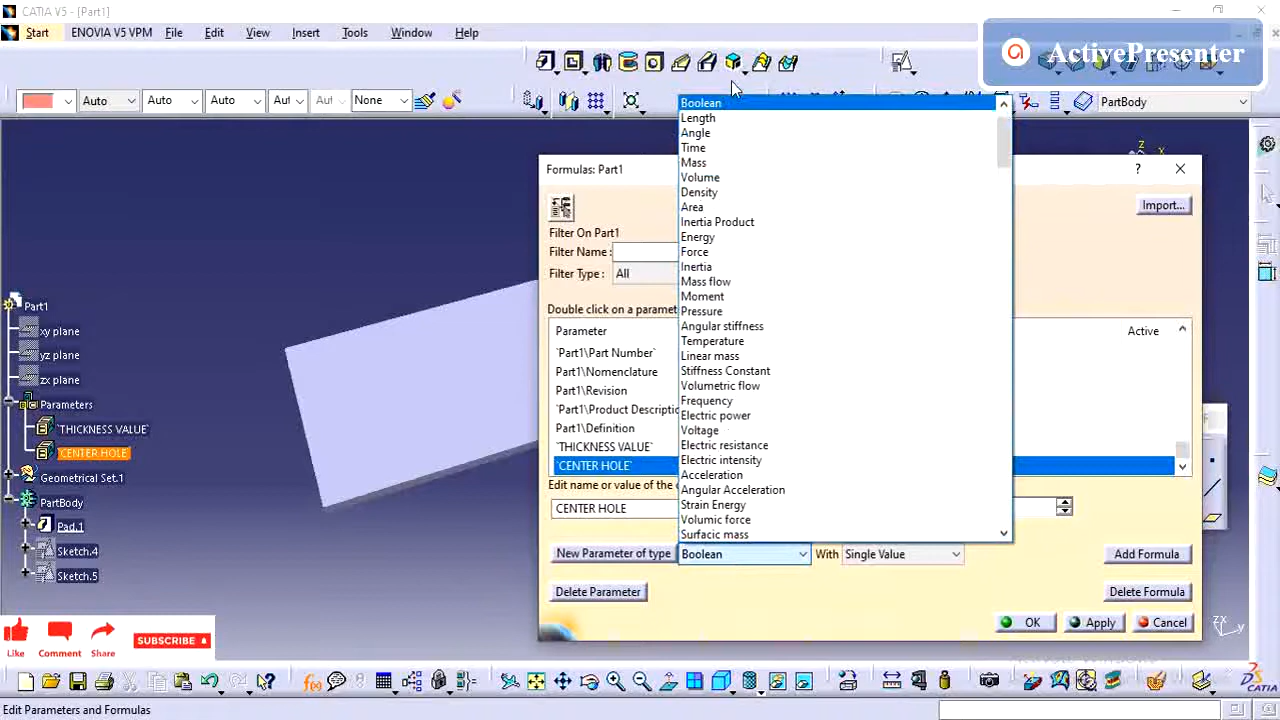 CATIA V5 - [Part1]
Start ENOVIA V5 VPM File Edit View Insert Tools Window Help
ActivePresenter
Auto Auto Auto Aut Aut None PartBody
Boolean
Length
Angle
Time
Mass
Volume
Density
Area
Inertia Product
Energy
Force
Inertia
Mass flow
Moment
Pressure
Angular stiffness
Temperature
Linear mass
Stiffness Constant
Volumetric flow
Frequency
Electric power
Voltage
Electric resistance
Electric intensity
Acceleration
Angular Acceleration
Strain Energy
Volumic force
Surfacic mass
Formulas: Part1 ?
Import...
Filter On Part1
Filter Name :
Filter Type : All
Double click on a paramet
Parameter Active
`Part1\Part Number`
Part1\Nomenclature
Part1\Revision
`Part1\Product Descriptio
Part1\Definition
`THICKNESS VALUE`
`CENTER HOLE`
Edit name or value of the c
CENTER HOLE
New Parameter of type Boolean With Single Value Add Formula
Delete Parameter Delete Formula
OK Apply Cancel
Part1
xy plane
yz plane
zx plane
Parameters
`THICKNESS VALUE`
`CENTER HOLE`
Geometrical Set.1
PartBody
Pad.1
Sketch.4
Sketch.5
z
x
zx
y
Like Comment Share SUBSCRIBE
Edit Parameters and Formulas